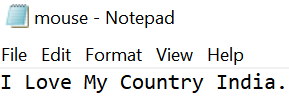 mouse - Notepad
File Edit Format View Help
I Love My Country India.